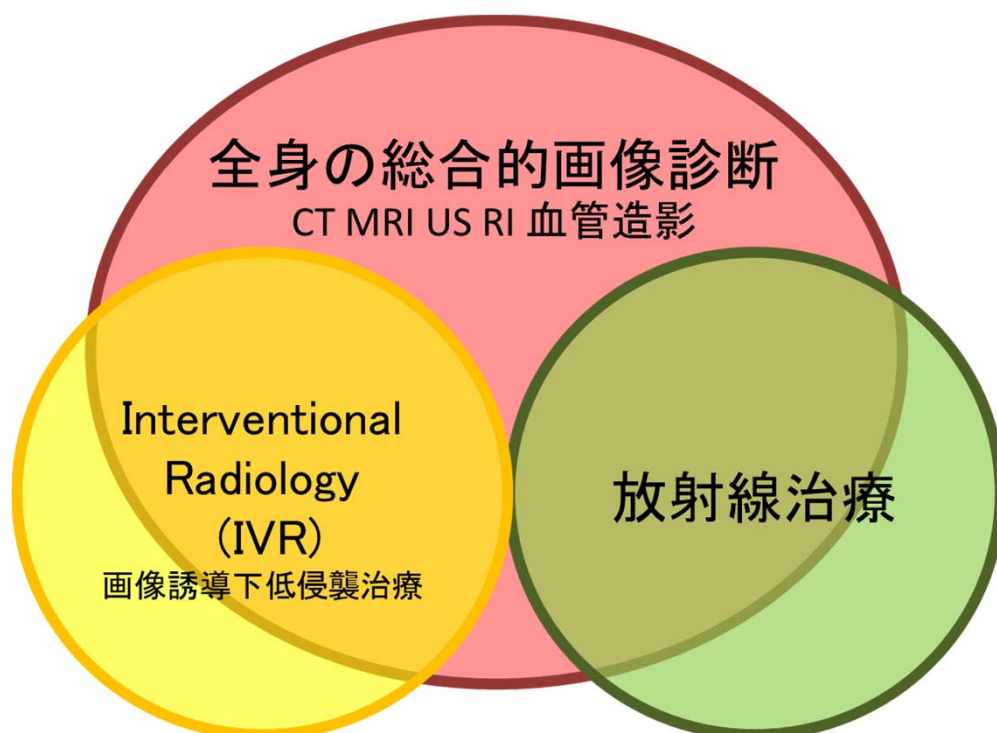 全身の総合的画像診断
CT MRI US RI 血管造影
Interventional
Radiology
(IVR)
画像誘導下低侵襲治療
放射線治療